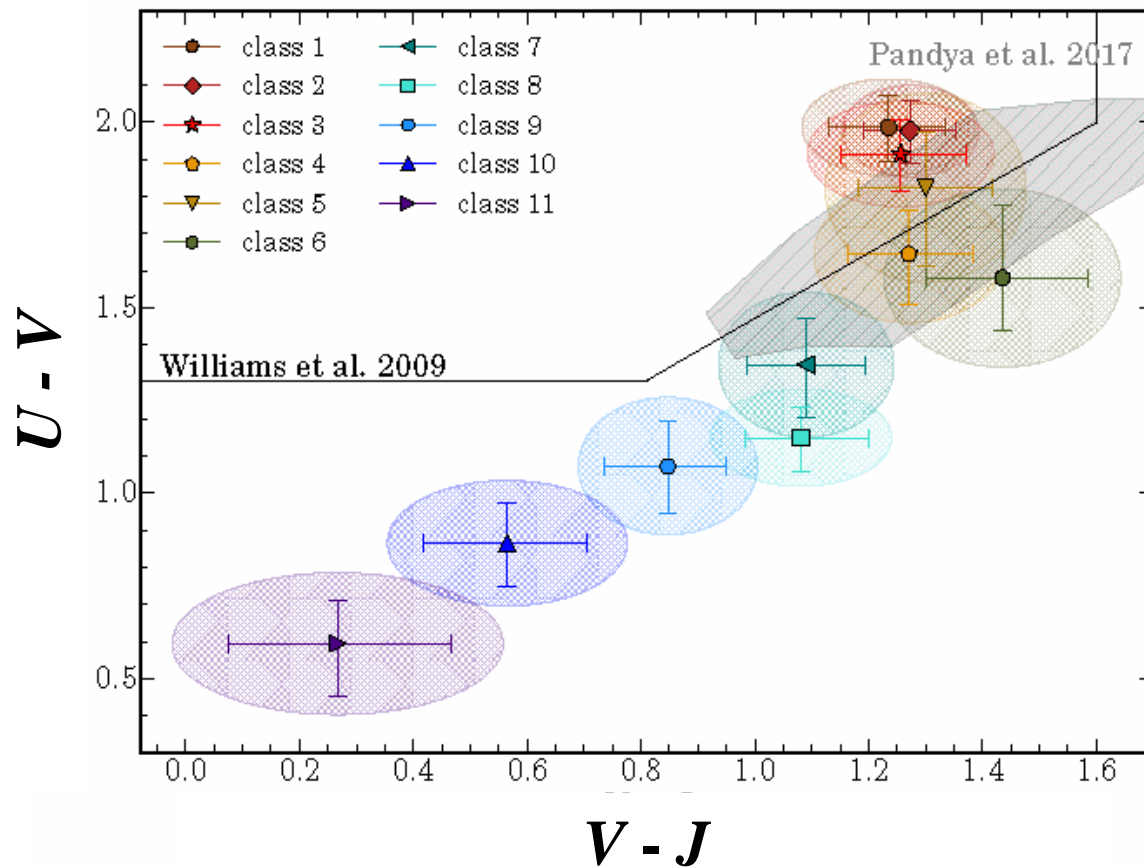 class 1
class 2
class 3
class 4
class 5
class 6
class 7
class 8
class 9
class 10
class 11
Pandya et al. 2017
Williams et al. 2009
U - V
2.0
1.5
1.0
0.5
0.0 0.2 0.4 0.6 0.8 1.0 1.2 1.4 1.6
V - J